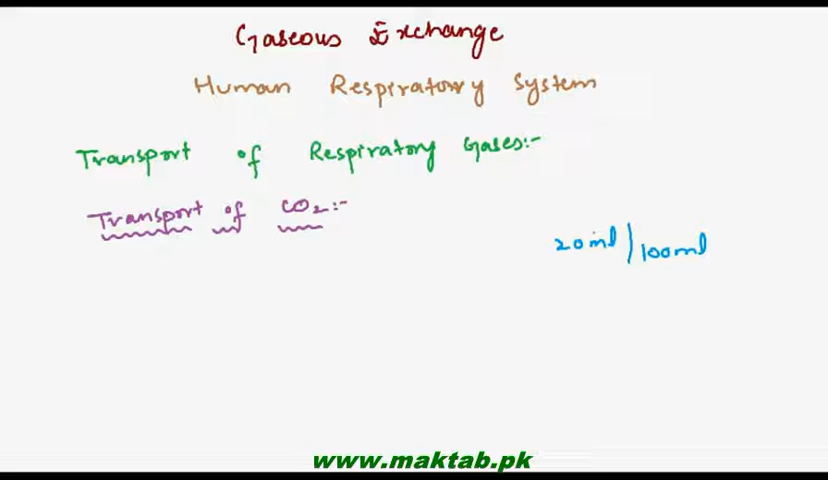 Gaseous Exchange
Human Respiratory System
Transport of Respiratory Gases:-
Transport of CO2:-
20ml/100ml
www.maktab.pk